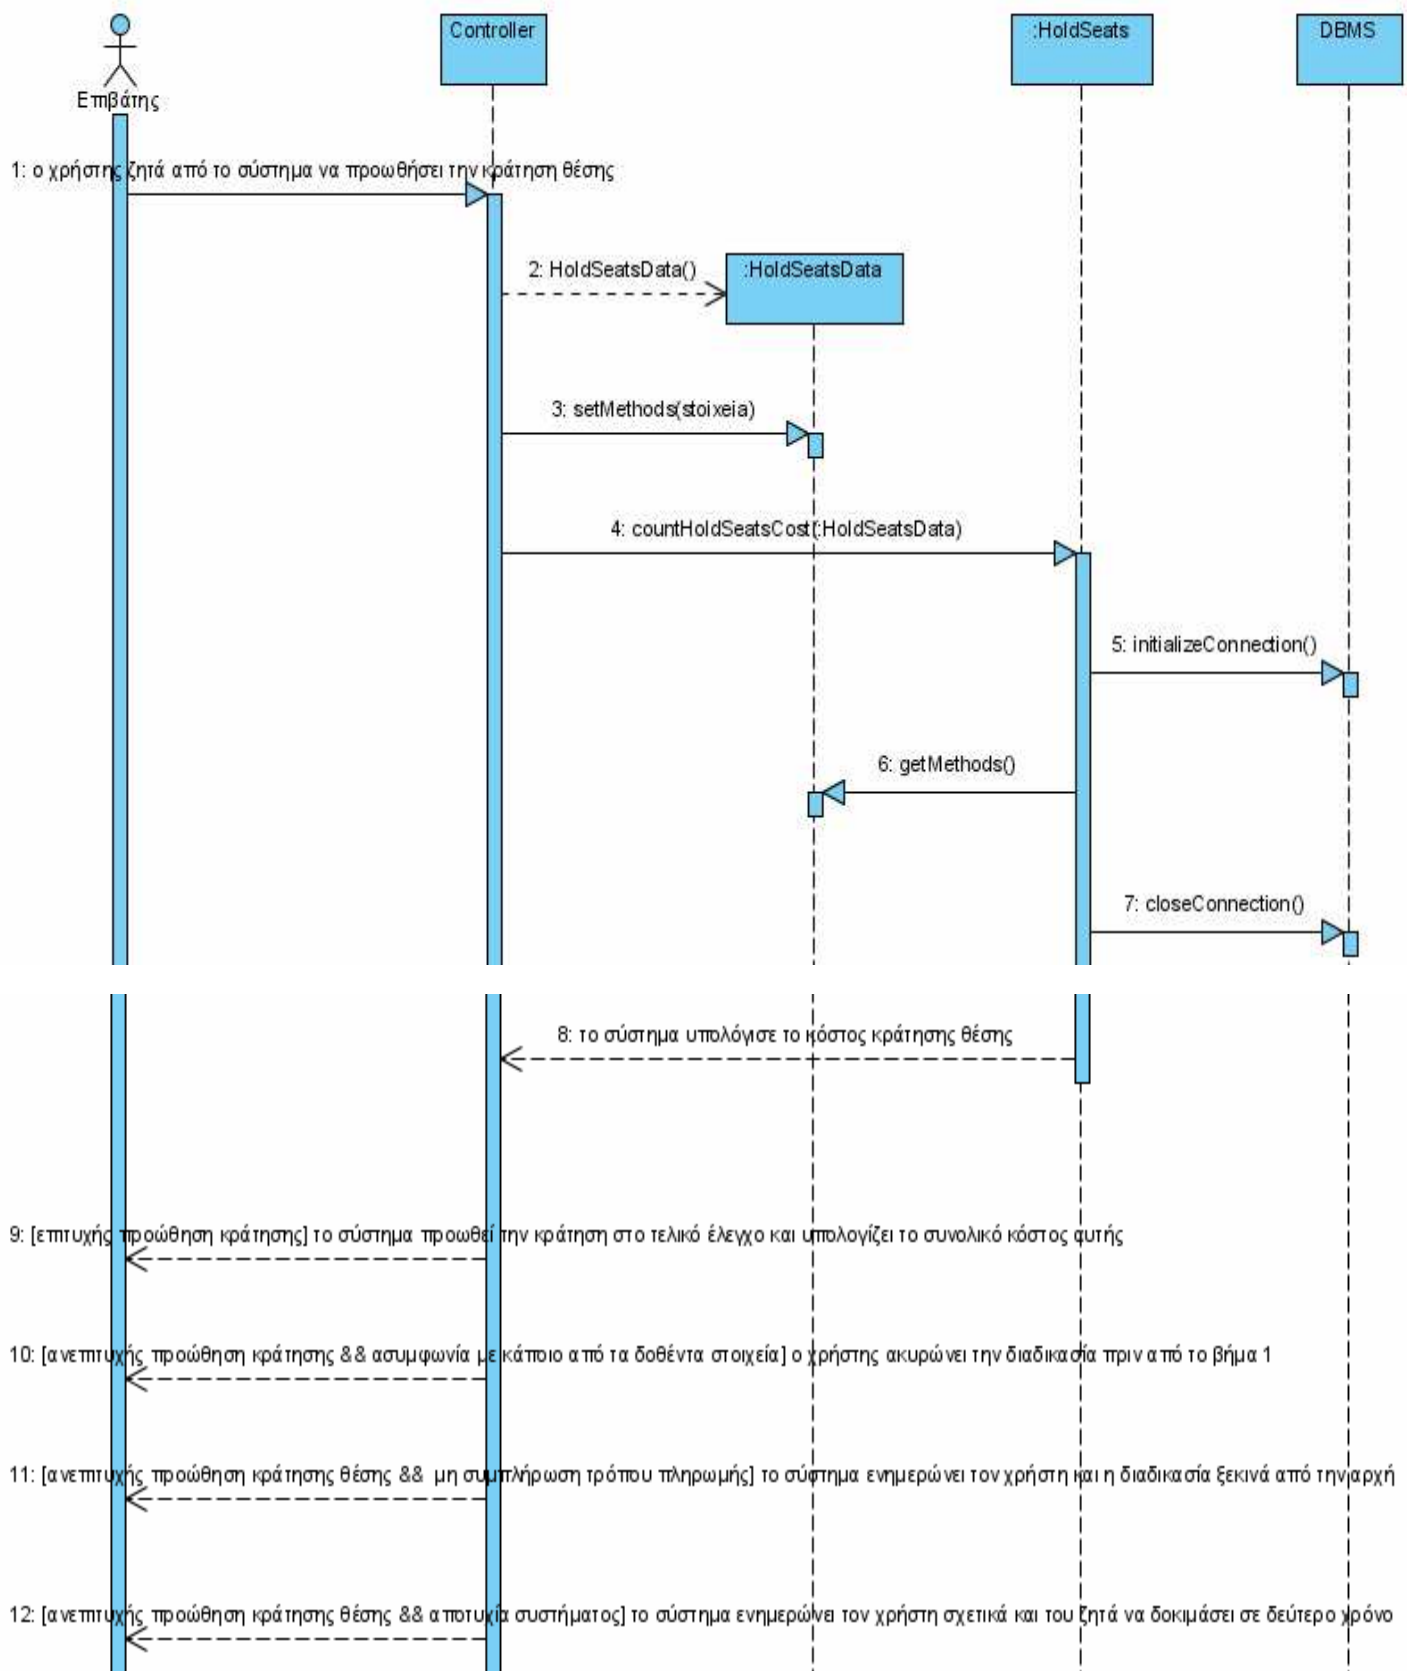 Controller
:HoldSeats
DBMS
Επιβάτης
1: ο χρήστης ζητά από το σύστημα να προωθήσει την κράτηση θέσης
2: HoldSeatsData()
:HoldSeatsData
3: setMethods(stoixeia)
4: countHoldSeatsCost(:HoldSeatsData)
5: initializeConnection()
6: getMethods()
7: closeConnection()
8: το σύστημα υπολόγισε το κόστος κράτησης θέσης
9: [επιτυχής προώθηση κράτησης] το σύστημα προωθεί την κράτηση στο τελικό έλεγχο και υπολογίζει το συνολικό κόστος αυτής
10: [ανεπιτυχής προώθηση κράτησης && ασυμφωνία με κάποιο από τα δοθέντα στοιχεία] ο χρήστης ακυρώνει την διαδικασία πριν από το βήμα 1
11: [ανεπιτυχής προώθηση κράτησης θέσης && μη συμπλήρωση τρόπου πληρωμής] το σύστημα ενημερώνει τον χρήστη και η διαδικασία ξεκινά από την αρχή
12: [ανεπιτυχής προώθηση κράτησης θέσης && αποτυχία συστήματος] το σύστημα ενημερώνει τον χρήστη σχετικά και του ζητά να δοκιμάσει σε δεύτερο χρόνο